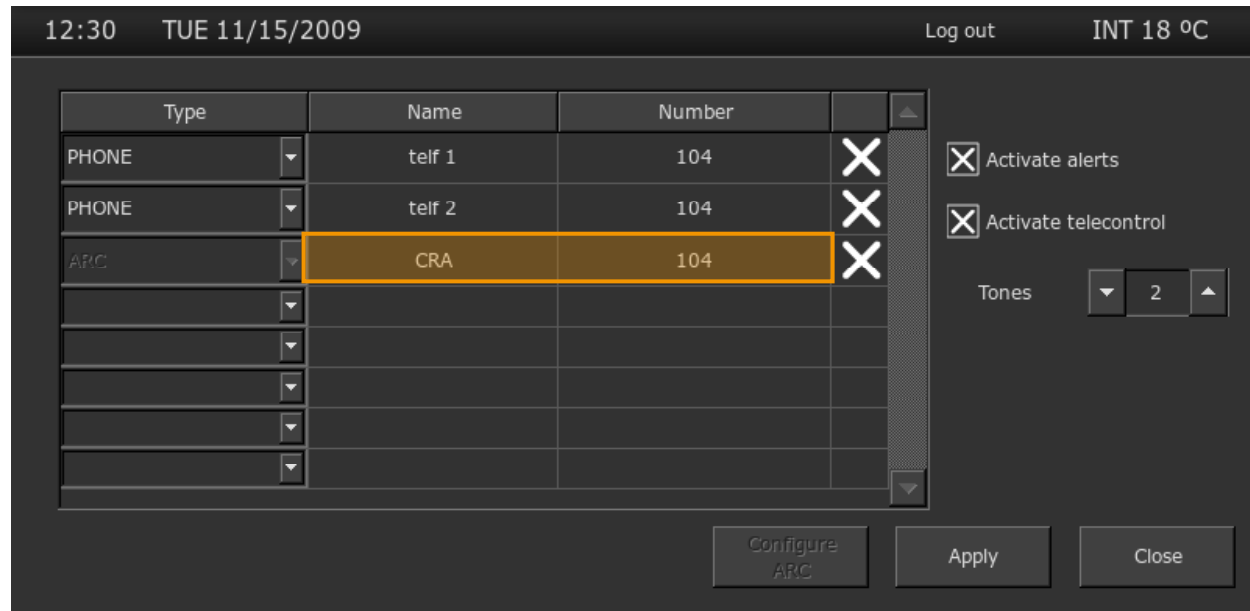 12:30 TUE 11/15/2009 Log out INT 18 ºC
Type Name Number
PHONE telf 1 104
Activate alerts
PHONE telf 2 104
Activate telecontrol
ARC CRA 104
Tones 2
Configure
ARC
Apply Close